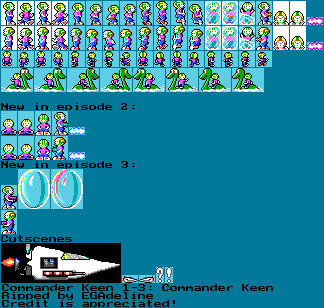 New in episode 2:
New in episode 3:
Cutscenes
Commander Keen 1-3: Commander Keen
Ripped by EGAdeline
Credit is appreciated!